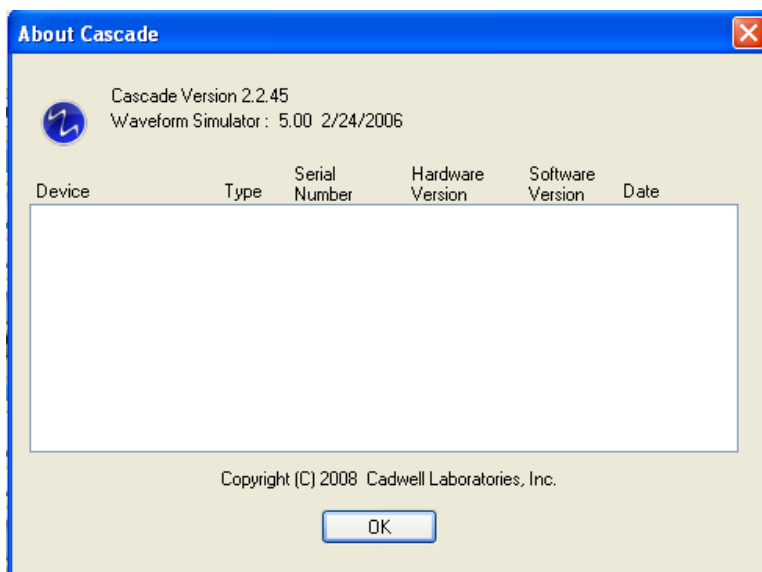 About Cascade
Cascade Version 2.2.45
Waveform Simulator : 5.00 2/24/2006
Device Type Serial Number Hardware Version Software Version Date
Copyright (C) 2008 Cadwell Laboratories, Inc.
OK